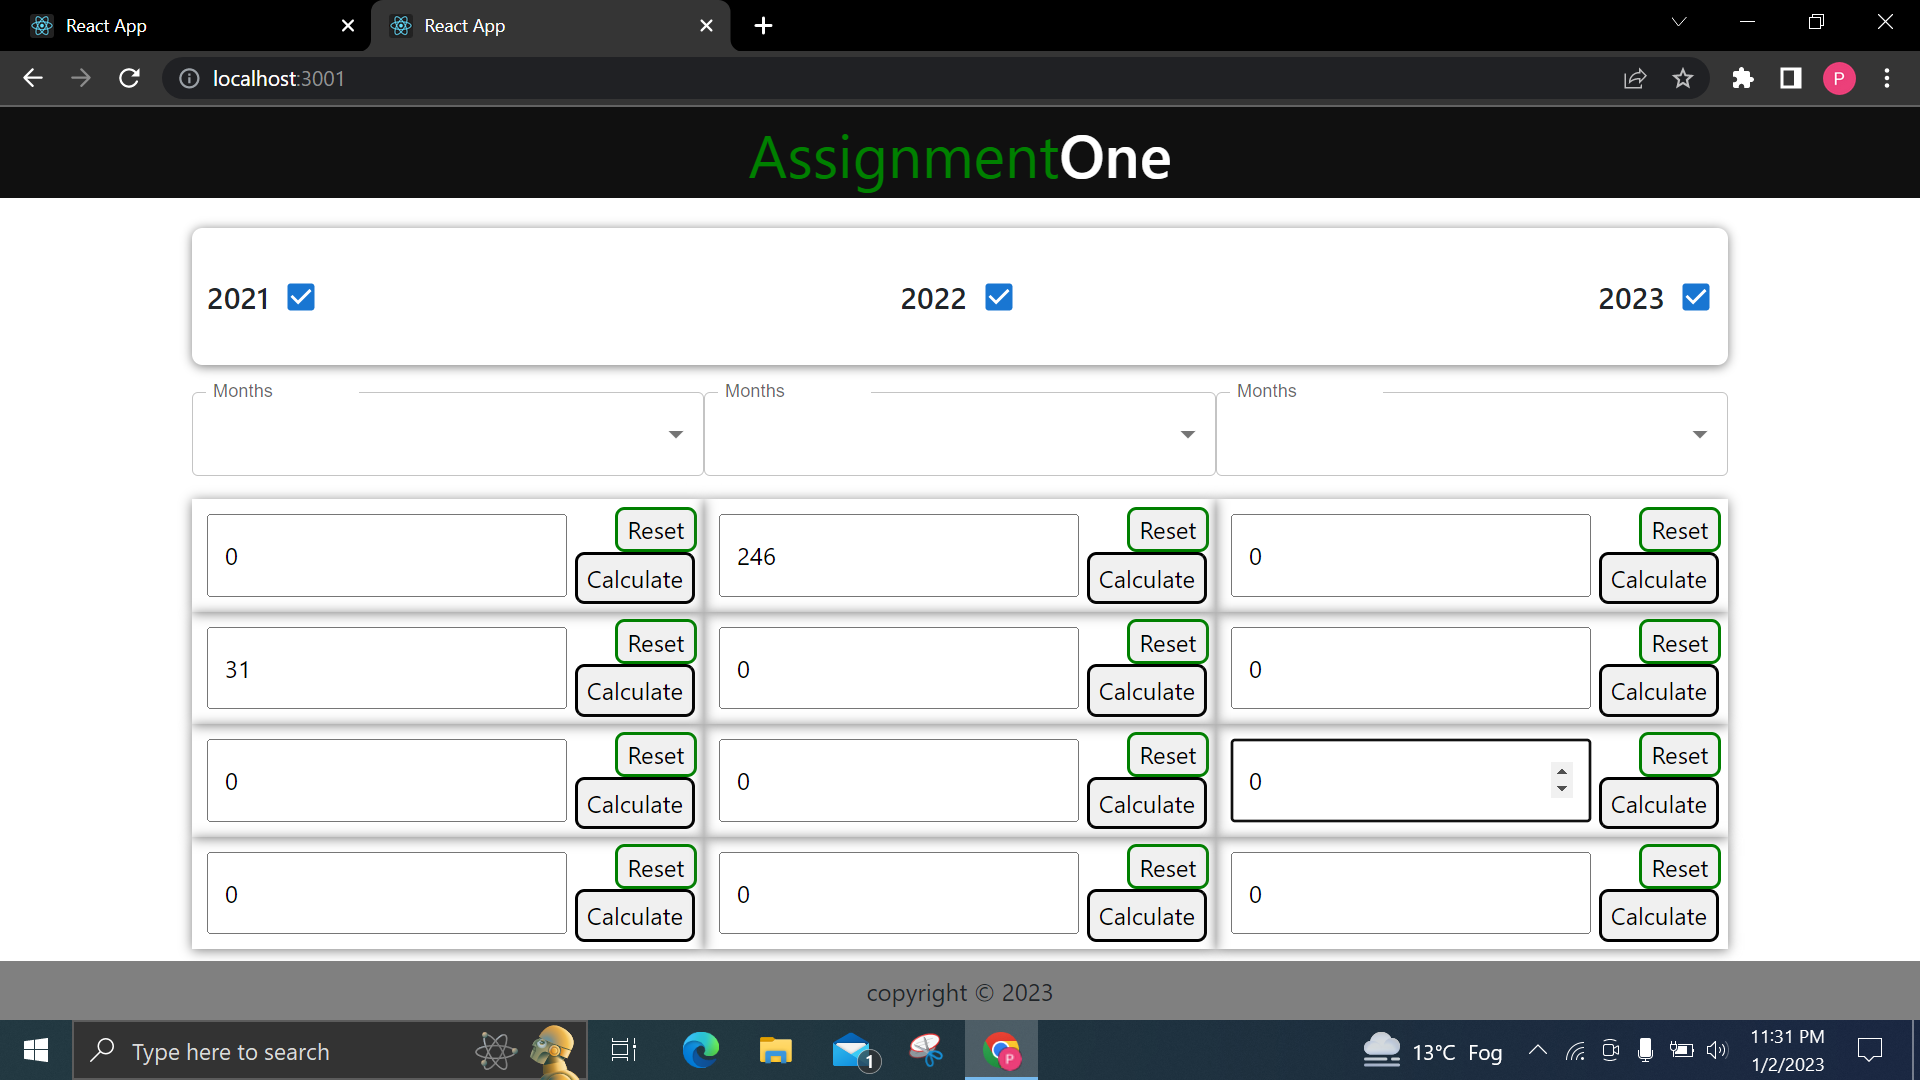 React App
React App
localhost:3001
P
AssignmentOne
2021
2022
2023
Months
Months
Months
0
Reset
Calculate
246
Reset
Calculate
0
Reset
Calculate
31
Reset
Calculate
0
Reset
Calculate
0
Reset
Calculate
0
Reset
Calculate
0
Reset
Calculate
0
Reset
Calculate
0
Reset
Calculate
0
Reset
Calculate
0
Reset
Calculate
copyright © 2023
Type here to search
1
P
13°C Fog
11:31 PM
1/2/2023